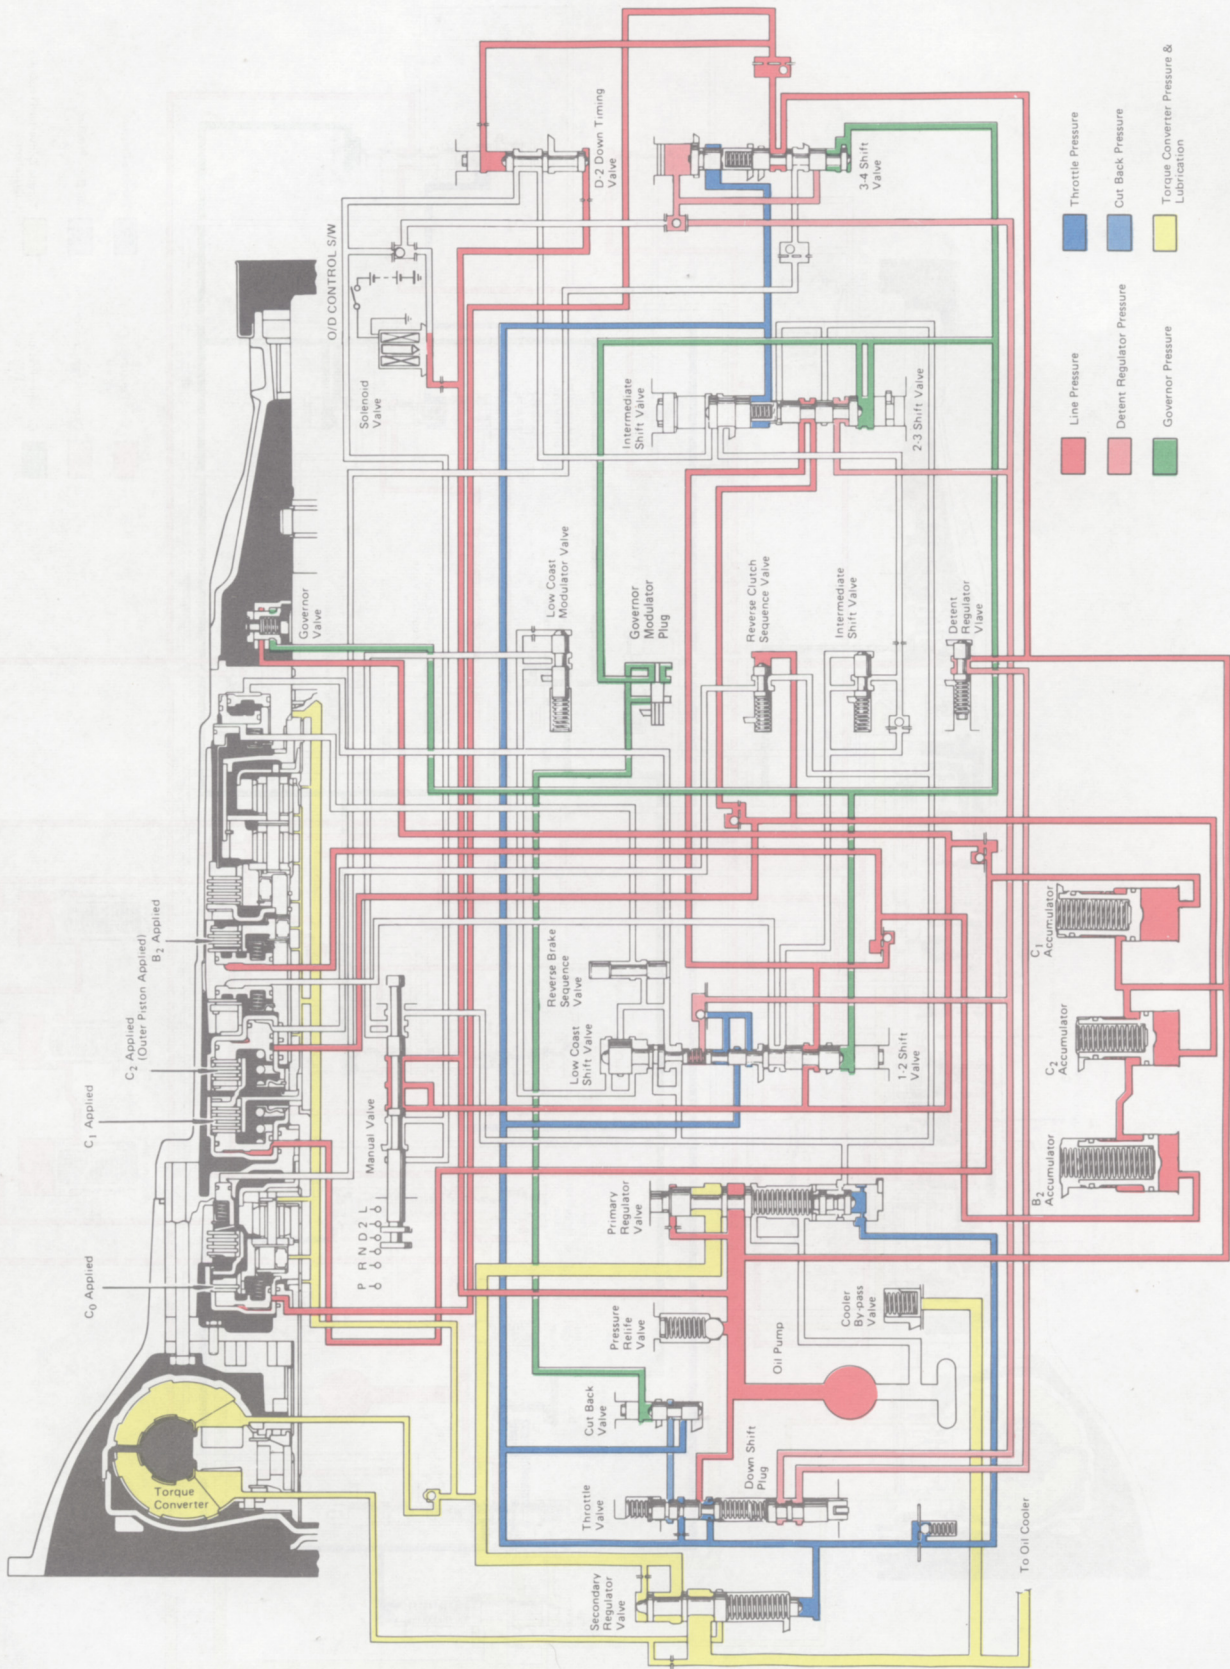 Torque
Converter
C₀ Applied
C₁ Applied
C₂ Applied
(Outer Piston Applied)
B₂ Applied
Governor
Valve
O/D CONTROL S/W
Solenoid
Valve
D-2 Down Timing
Valve
P R N D 2 L
Manual Valve
Low Coast
Modulator Valve
Intermediate
Shift Valve
3-4 Shift
Valve
Reverse Brake
Sequence
Valve
Governor
Modulator
Plug
2-3 Shift Valve
Low Coast
Shift Valve
Reverse Clutch
Sequence Valve
Intermediate
Shift Valve
Detent
Regulator
Vlave
1-2 Shift
Valve
Primary
Regulator
Valve
Pressure
Relife
Valve
Oil Pump
Cooler
By-pass
Valve
Cut Back
Valve
Throttle
Valve
Down Shift
Plug
Secondary
Regulator
Valve
To Oil Cooler
B₂
Accumulator
C₂
Accumulator
C₁
Accumulator
Line Pressure
Detent Regulator Pressure
Governor Pressure
Throttle Pressure
Cut Back Pressure
Torque Converter Pressure &
Lubrication